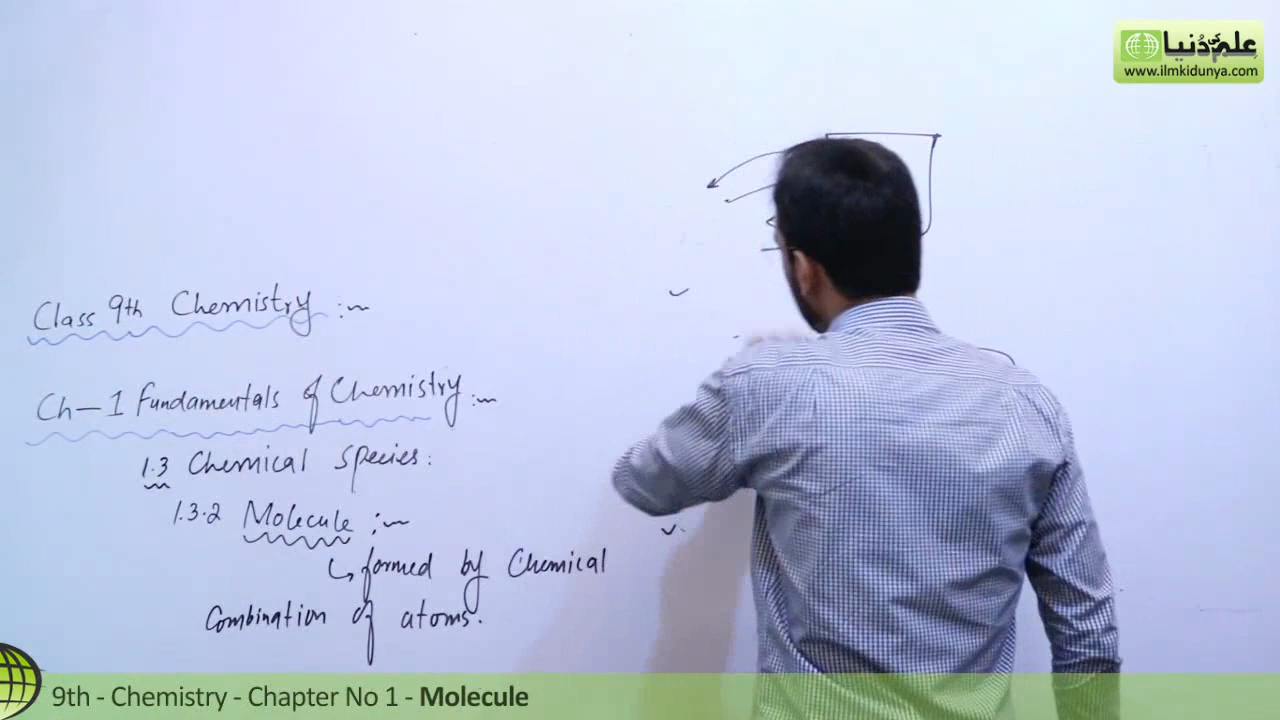 علم کی دُنیا
www.ilmkidunya.com
Class 9th Chemistry :~
Ch-1 Fundamentals of Chemistry :~
1.3 Chemical Species:
1.3.2 Molecule :~
↳ formed by Chemical
Combination of atoms.
9th - Chemistry - Chapter No 1 - Molecule